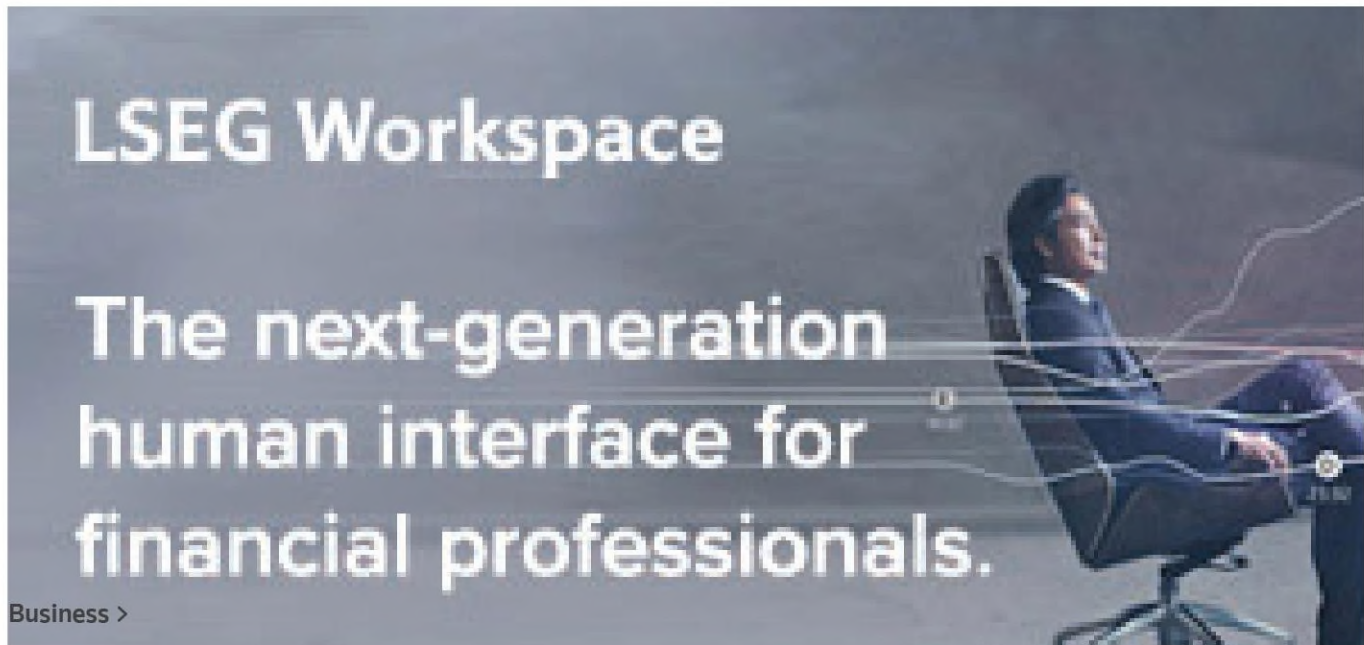 LSEG Workspace
The next-generation
human interface for
financial professionals.
Business >